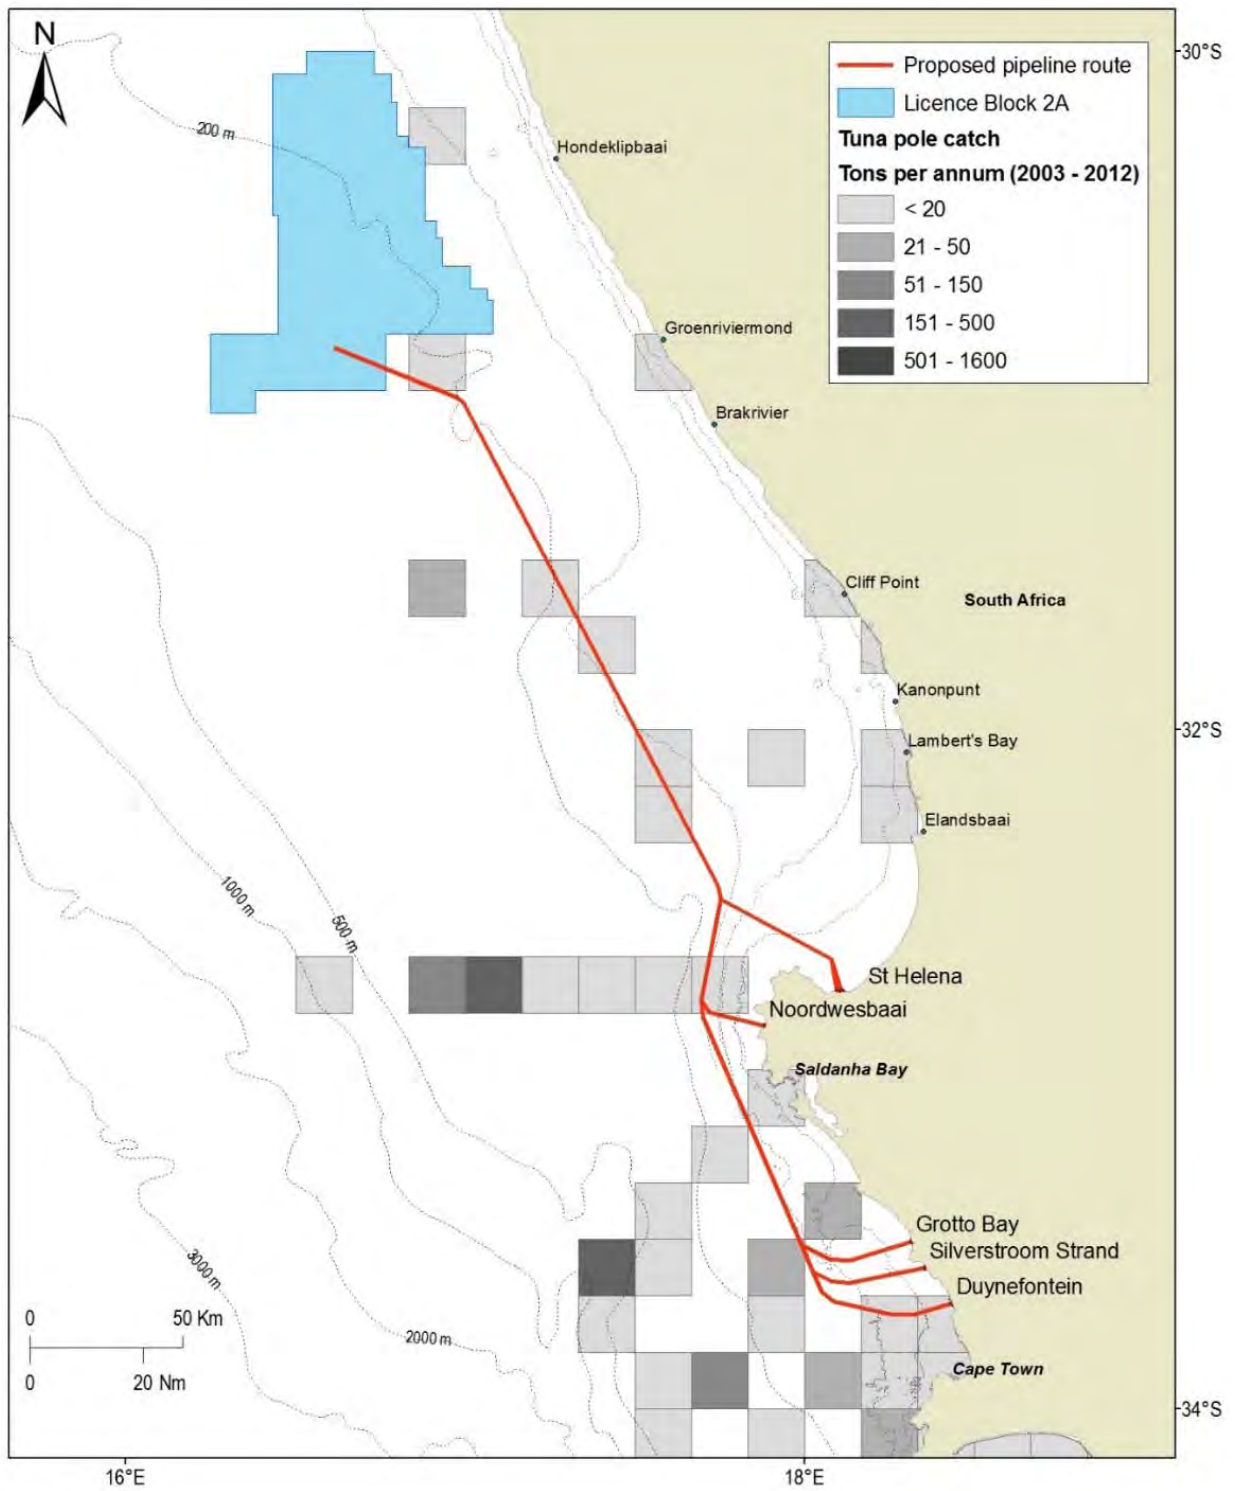 N
30°S
Proposed pipeline route
Licence Block 2A
Tuna pole catch
Tons per annum (2003 - 2012)
< 20
21 - 50
51 - 150
151 - 500
501 - 1600
200 m
Hondeklipbaai
Groenriviermond
Brakrivier
Cliff Point
South Africa
Kanonpunt
32°S
Lambert's Bay
Elandsbaai
1000 m
500 m
St Helena
Noordwesbaai
Saldanha Bay
Grotto Bay
Silverstroom Strand
3000 m
Duynefontein
0 50 Km
2000 m
0 20 Nm
Cape Town
34°S
16°E
18°E